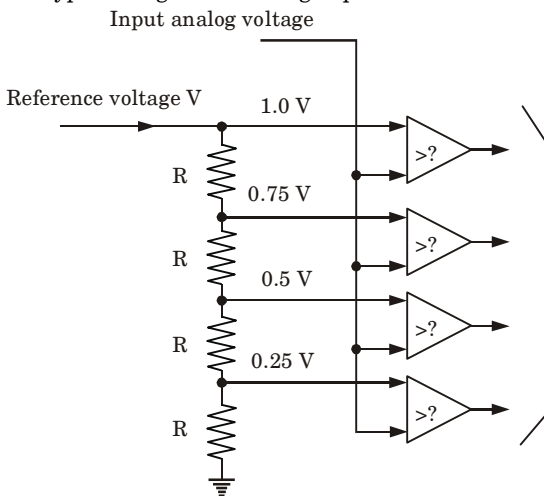 Input analog voltage
Reference voltage V
1.0 V
>?
R
0.75 V
>?
R
0.5 V
>?
R
0.25 V
>?
R